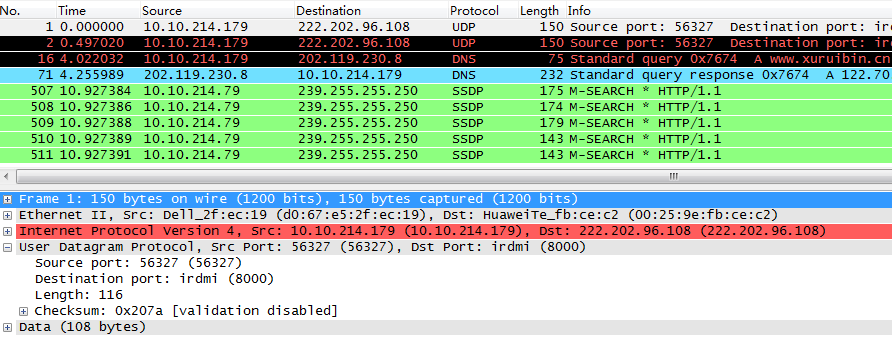 No. Time Source Destination Protocol Length Info
1 0.000000 10.10.214.179 222.202.96.108 UDP 150 Source port: 56327 Destination port: ird
2 0.497020 10.10.214.179 222.202.96.108 UDP 150 Source port: 56327 Destination port: ird
16 4.022032 10.10.214.179 202.119.230.8 DNS 75 Standard query 0x7674 A www.xuruibin.cn
71 4.255989 202.119.230.8 10.10.214.179 DNS 232 Standard query response 0x7674 A 122.70
507 10.927384 10.10.214.79 239.255.255.250 SSDP 175 M-SEARCH * HTTP/1.1
508 10.927386 10.10.214.79 239.255.255.250 SSDP 174 M-SEARCH * HTTP/1.1
509 10.927388 10.10.214.79 239.255.255.250 SSDP 179 M-SEARCH * HTTP/1.1
510 10.927389 10.10.214.79 239.255.255.250 SSDP 143 M-SEARCH * HTTP/1.1
511 10.927391 10.10.214.79 239.255.255.250 SSDP 143 M-SEARCH * HTTP/1.1
Frame 1: 150 bytes on wire (1200 bits), 150 bytes captured (1200 bits)
Ethernet II, Src: Dell_2f:ec:19 (d0:67:e5:2f:ec:19), Dst: HuaweiTe_fb:ce:c2 (00:25:9e:fb:ce:c2)
Internet Protocol Version 4, Src: 10.10.214.179 (10.10.214.179), Dst: 222.202.96.108 (222.202.96.108)
User Datagram Protocol, Src Port: 56327 (56327), Dst Port: irdmi (8000)
Source port: 56327 (56327)
Destination port: irdmi (8000)
Length: 116
Checksum: 0x207a [validation disabled]
Data (108 bytes)